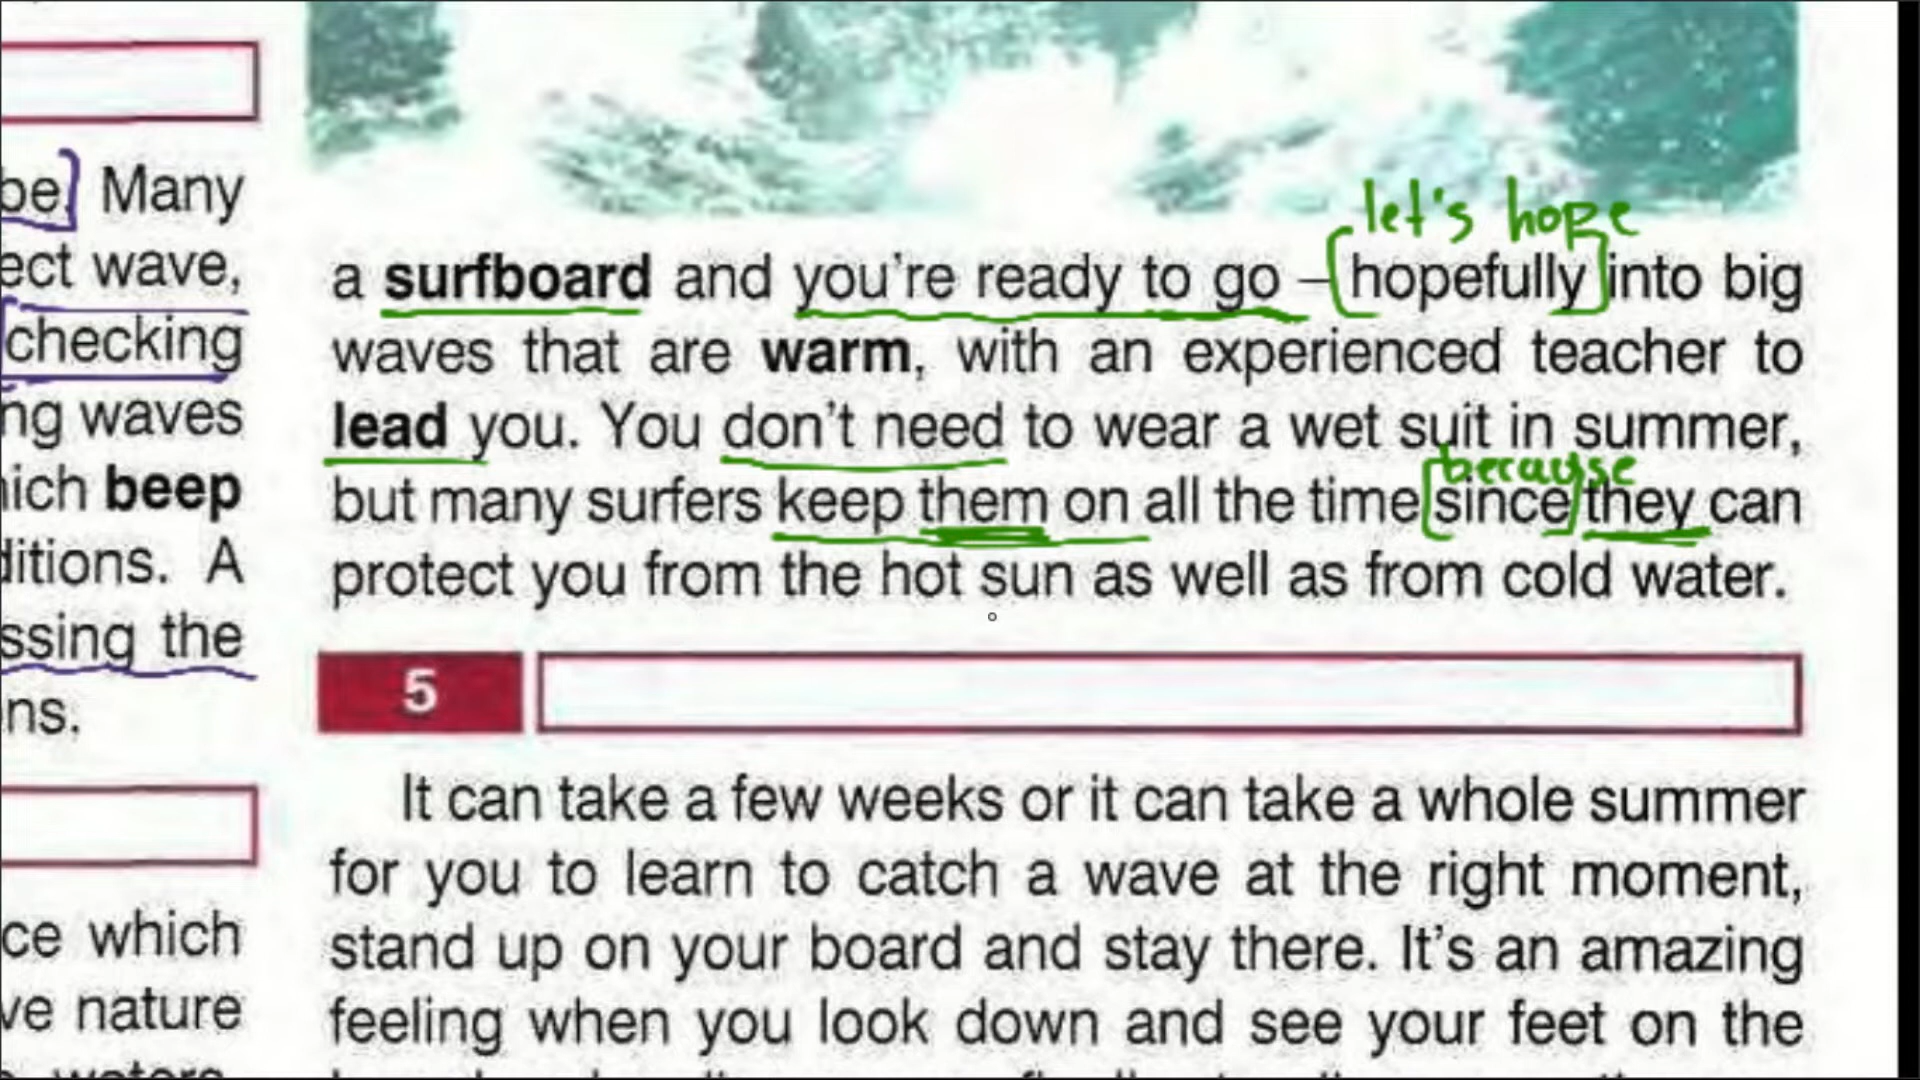 be. Many
ect wave,
checking
ng waves
ich beep
ditions. A
ssing the
ns.
ce which
ve nature
let's hope
a surfboard and you're ready to go – hopefully into big
waves that are warm, with an experienced teacher to
lead you. You don't need to wear a wet suit in summer,
because
but many surfers keep them on all the time since they can
protect you from the hot sun as well as from cold water.
5
It can take a few weeks or it can take a whole summer
for you to learn to catch a wave at the right moment,
stand up on your board and stay there. It's an amazing
feeling when you look down and see your feet on the